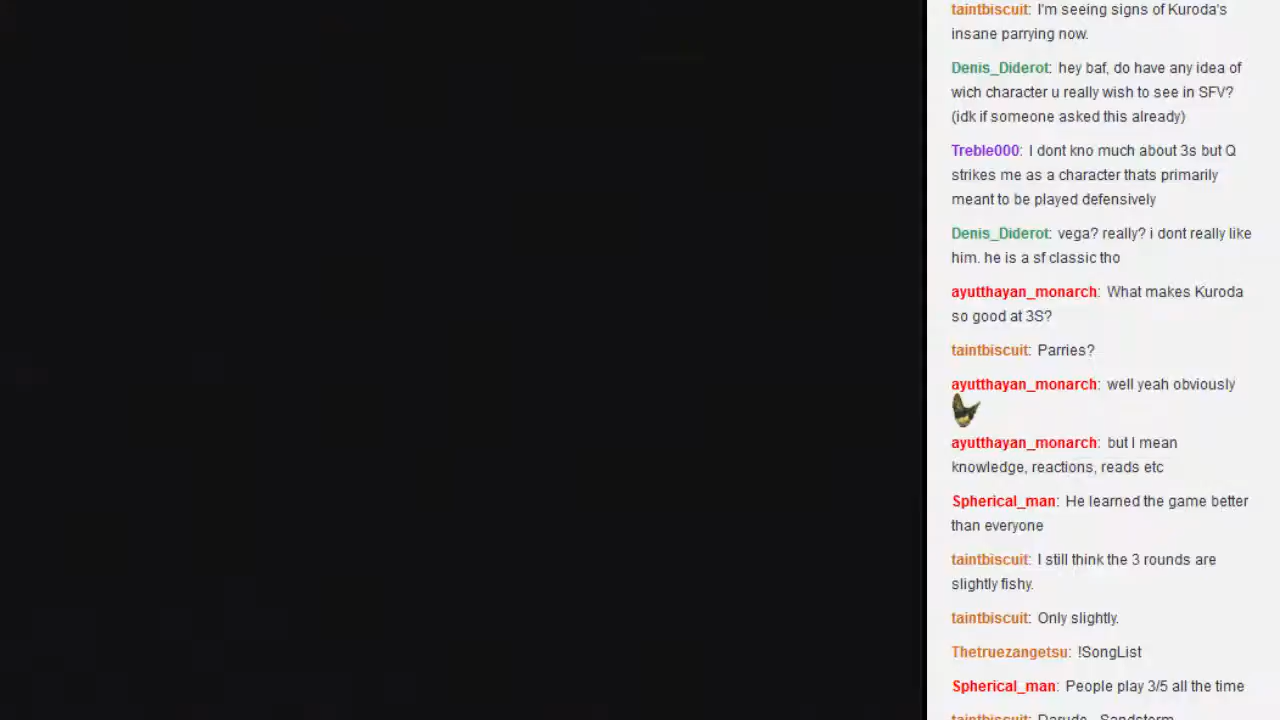 taintbiscuit: I'm seeing signs of Kuroda's
insane parrying now.
Denis_Diderot: hey baf, do have any idea of
wich character u really wish to see in SFV?
(idk if someone asked this already)
Treble000: I dont kno much about 3s but Q
strikes me as a character thats primarily
meant to be played defensively
Denis_Diderot: vega? really? i dont really like
him. he is a sf classic tho
ayutthayan_monarch: What makes Kuroda
so good at 3S?
taintbiscuit: Parries?
ayutthayan_monarch: well yeah obviously
ayutthayan_monarch: but I mean
knowledge, reactions, reads etc
Spherical_man: He learned the game better
than everyone
taintbiscuit: I still think the 3 rounds are
slightly fishy.
taintbiscuit: Only slightly.
Thetruezangetsu: !SongList
Spherical_man: People play 3/5 all the time
taintbiscuit: Darude - Sandstorm